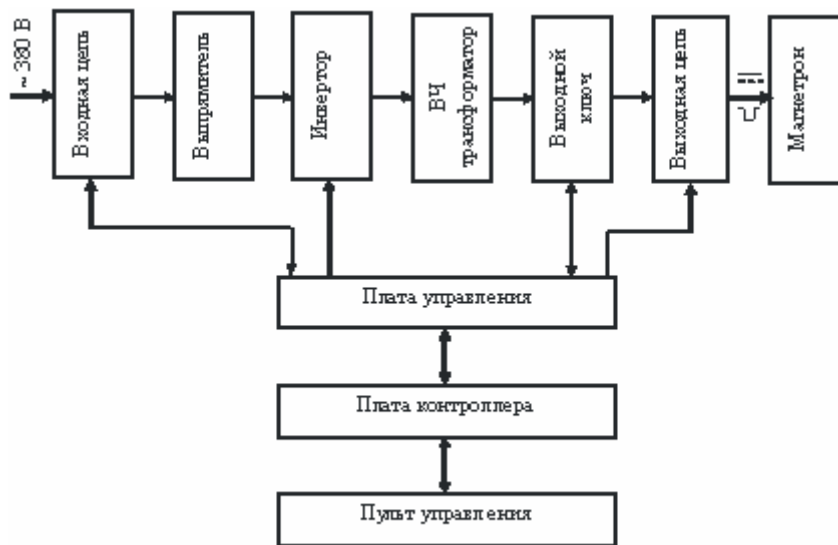 ~ 380 В
Входная цепь
Выпрямитель
Инвертор
ВЧ
трансформатор
Выходной
ключ
Выходная цепь
Магнетрон
Плата управления
Плата контроллера
Пульт управления